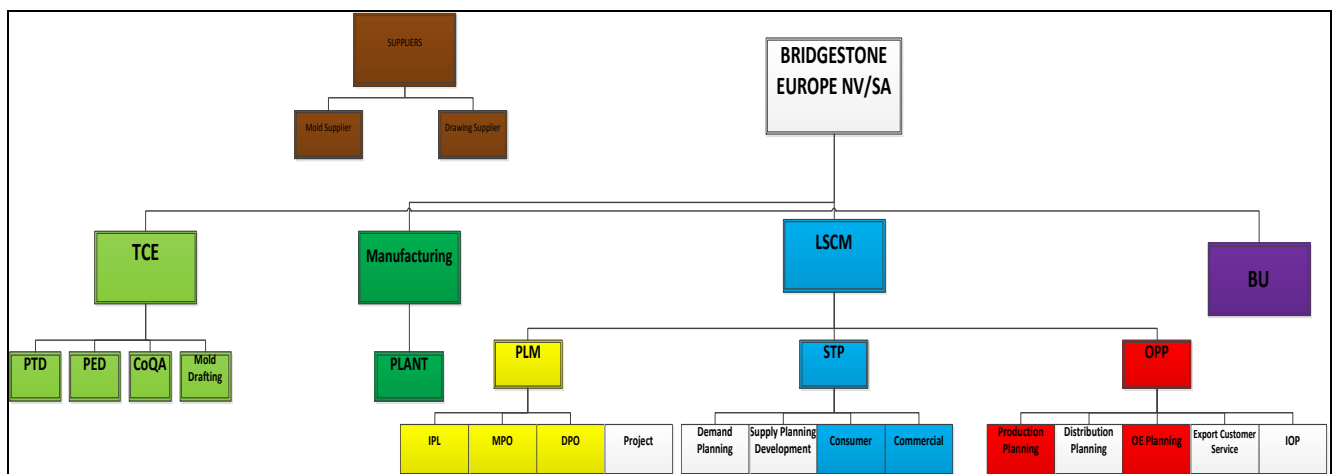 SUPPLIERS
BRIDGESTONE
EUROPE NV/SA
Mold Supplier
Drawing Supplier
TCE
Manufacturing
LSCM
BU
PTD
PED
CoQA
Mold
Drafting
PLANT
PLM
STP
OPP
IPL
MPO
DPO
Project
Demand
Planning
Supply Planning
Development
Consumer
Commercial
Production
Planning
Distribution
Planning
OE Planning
Export Customer
Service
IOP